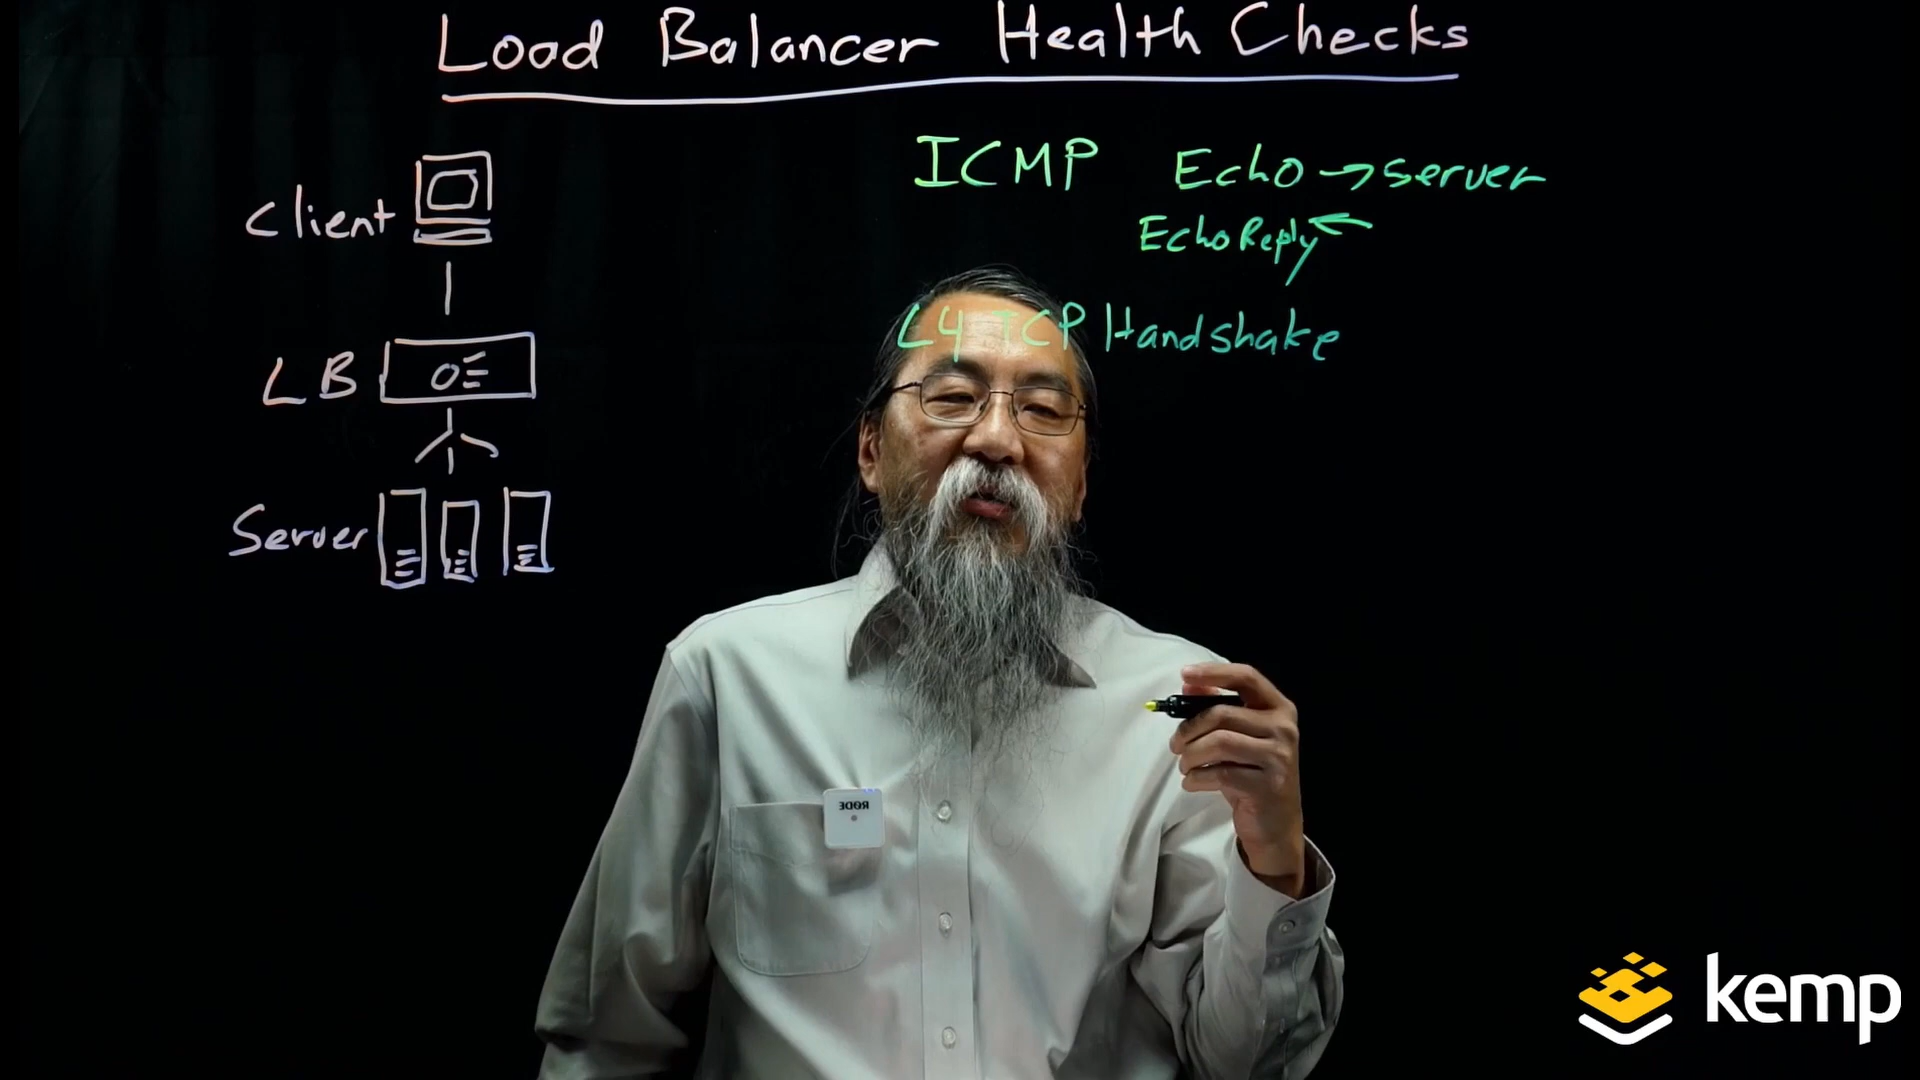 Load Balancer Health Checks
ICMP Echo → server
Echo Reply ←
Client
L4 TCP Handshake
LB
Server
RØDE
kemp